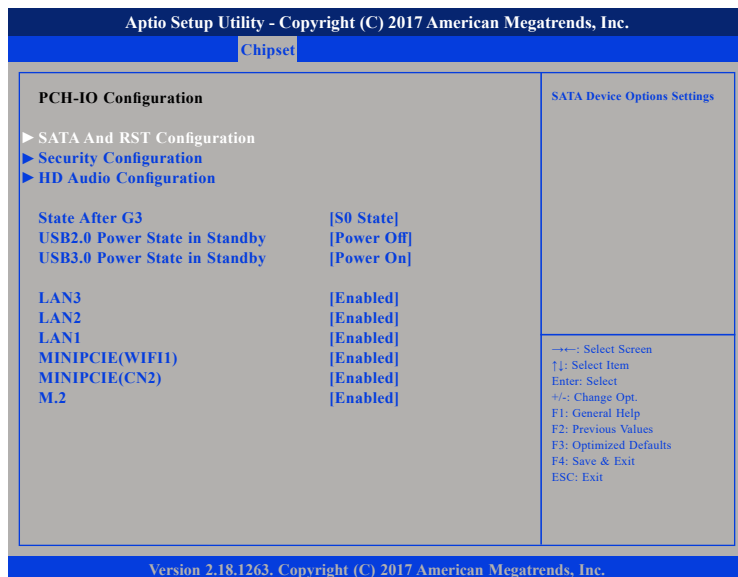 Aptio Setup Utility - Copyright (C) 2017 American Megatrends, Inc.
Chipset
PCH-IO Configuration
► SATA And RST Configuration
► Security Configuration
► HD Audio Configuration
State After G3 [S0 State]
USB2.0 Power State in Standby [Power Off]
USB3.0 Power State in Standby [Power On]
LAN3 [Enabled]
LAN2 [Enabled]
LAN1 [Enabled]
MINIPCIE(WIFI1) [Enabled]
MINIPCIE(CN2) [Enabled]
M.2 [Enabled]
SATA Device Options Settings
→←: Select Screen
↑↓: Select Item
Enter: Select
+/-: Change Opt.
F1: General Help
F2: Previous Values
F3: Optimized Defaults
F4: Save & Exit
ESC: Exit
Version 2.18.1263. Copyright (C) 2017 American Megatrends, Inc.